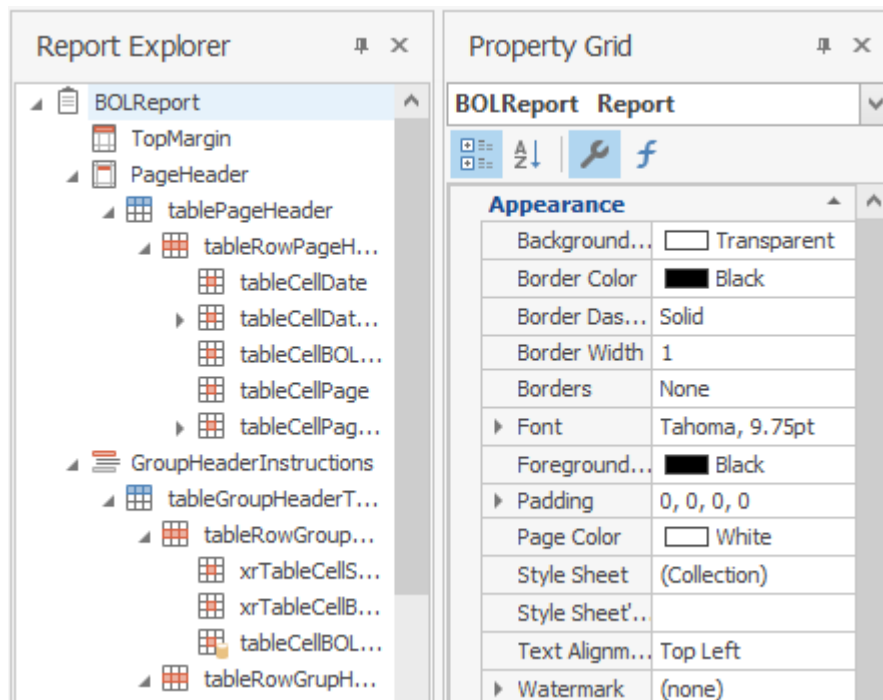 Report Explorer
BOLReport
TopMargin
PageHeader
tablePageHeader
tableRowPageH...
tableCellDate
tableCellDat...
tableCellBOL...
tableCellPage
tableCellPag...
GroupHeaderInstructions
tableGroupHeaderT...
tableRowGroup...
xrTableCellS...
xrTableCellB...
tableCellBOL...
tableRowGrupH...
Property Grid
BOLReport Report
Appearance
Background... Transparent
Border Color Black
Border Das... Solid
Border Width 1
Borders None
Font Tahoma, 9.75pt
Foreground... Black
Padding 0, 0, 0, 0
Page Color White
Style Sheet (Collection)
Style Sheet'...
Text Alignm... Top Left
Watermark (none)